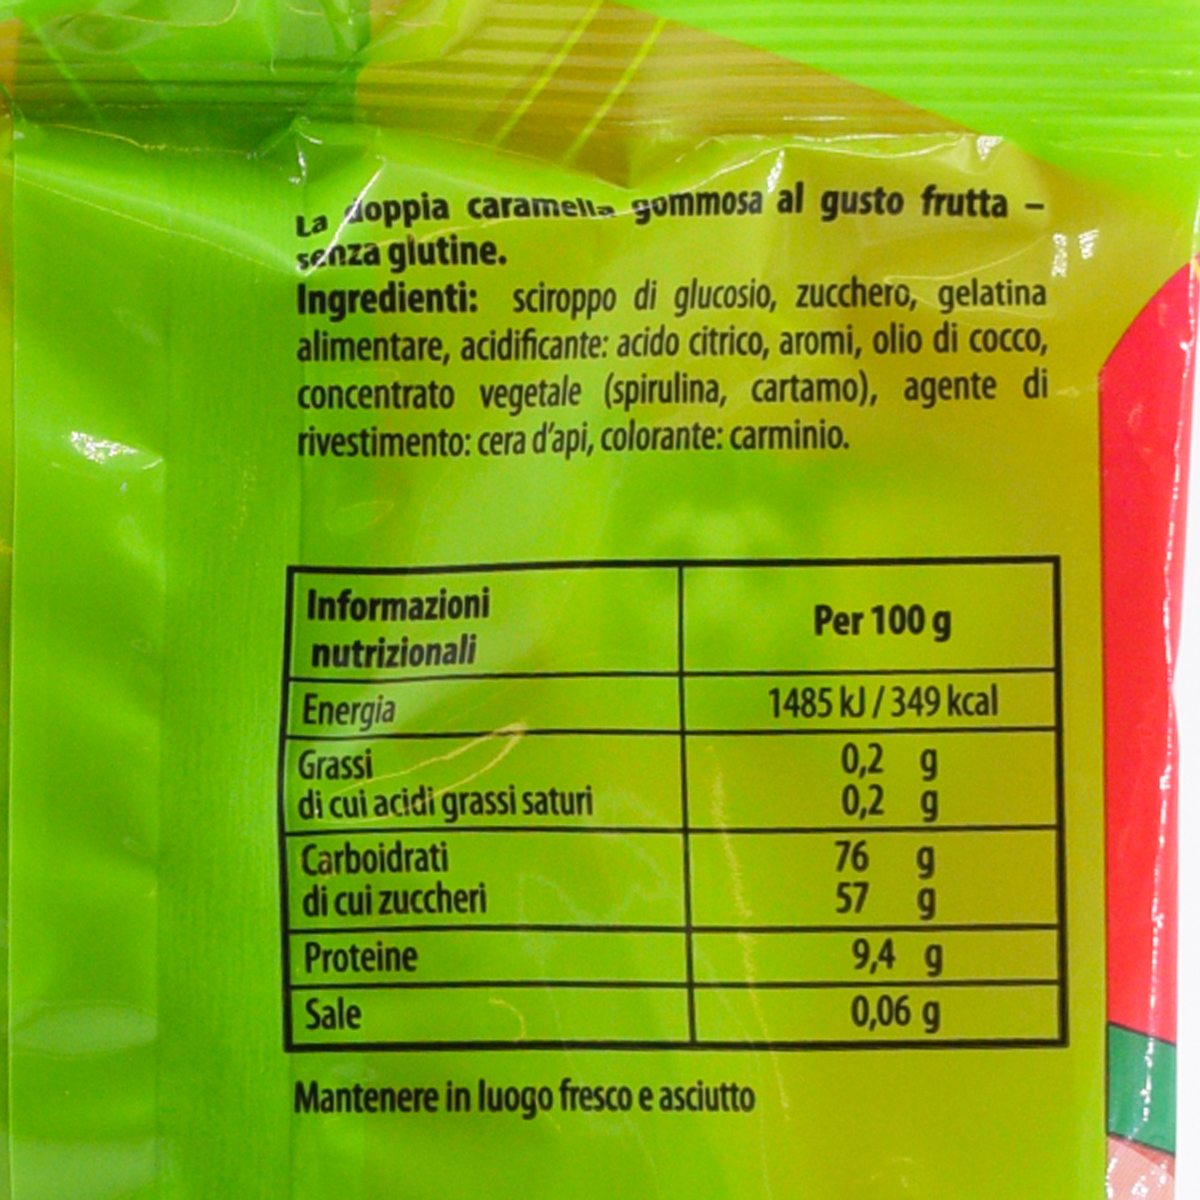 La doppia caramella gommosa al gusto frutta –
senza glutine.
Ingredienti: sciroppo di glucosio, zucchero, gelatina
alimentare, acidificante: acido citrico, aromi, olio di cocco,
concentrato vegetale (spirulina, cartamo), agente di
rivestimento: cera d'api, colorante: carminio.
Informazioni
nutrizionali
Per 100 g
Energia 1485 kJ / 349 kcal
Grassi 0,2 g
di cui acidi grassi saturi 0,2 g
Carboidrati 76 g
di cui zuccheri 57 g
Proteine 9,4 g
Sale 0,06 g
Mantenere in luogo fresco e asciutto